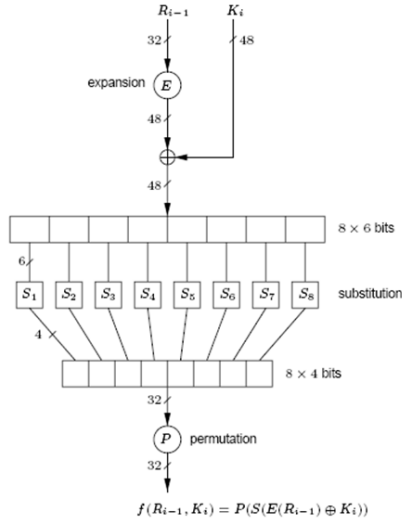 R_{i−1} K_i
32 48
expansion E
48
⊕
48
8 × 6 bits
6
S_1 S_2 S_3 S_4 S_5 S_6 S_7 S_8 substitution
4
8 × 4 bits
32
P permutation
32
f(R_{i−1}, K_i) = P(S(E(R_{i−1}) ⊕ K_i))